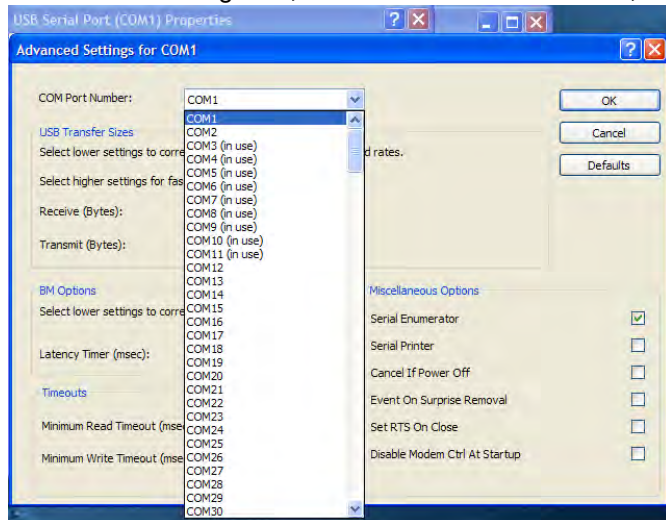 USB Serial Port (COM1) Properties
Advanced Settings for COM1
COM Port Number:
COM1
OK
Cancel
Defaults
USB Transfer Sizes
Select lower settings to corre
d rates.
Select higher settings for fas
Receive (Bytes):
Transmit (Bytes):
COM1
COM2
COM3 (in use)
COM4 (in use)
COM5 (in use)
COM6 (in use)
COM7 (in use)
COM8 (in use)
COM9 (in use)
COM10 (in use)
COM11 (in use)
COM12
COM13
COM14
COM15
COM16
COM17
COM18
COM19
COM20
COM21
COM22
COM23
COM24
COM25
COM26
COM27
COM28
COM29
COM30
BM Options
Select lower settings to corre
Latency Timer (msec):
Timeouts
Minimum Read Timeout (mse
Minimum Write Timeout (mse
Miscellaneous Options
Serial Enumerator
Serial Printer
Cancel If Power Off
Event On Surprise Removal
Set RTS On Close
Disable Modem Ctrl At Startup